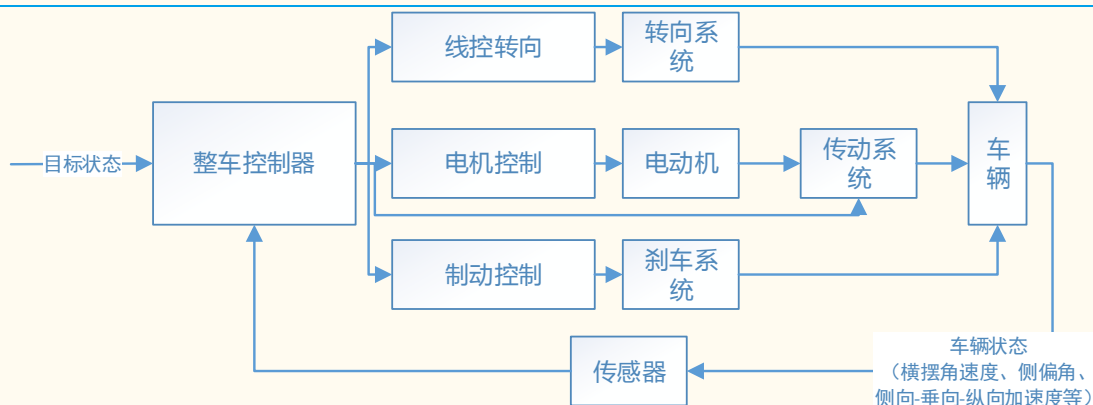 线控转向
转向系
统
目标状态
整车控制器
电机控制
电动机
传动系
统
车
辆
制动控制
刹车系
统
传感器
车辆状态
（横摆角速度、侧偏角、
侧向-垂向-纵向加速度等）